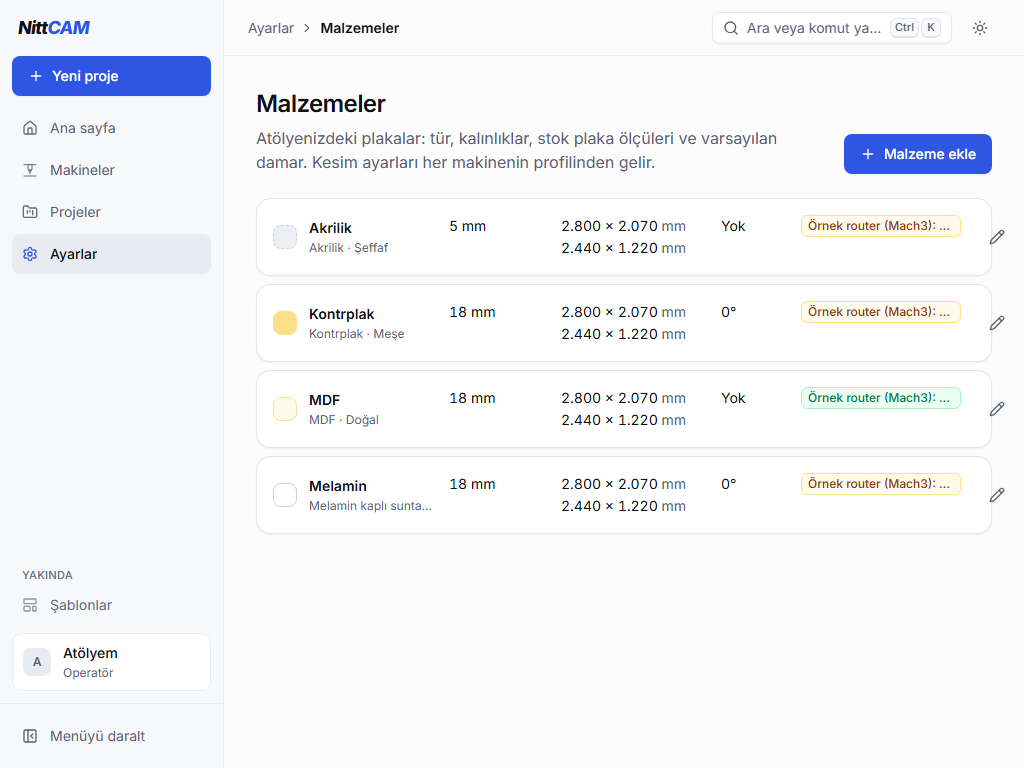 NittCAM
Yeni proje
Ana sayfa
Makineler
Projeler
Ayarlar
YAKINDA
Şablonlar
A
Atölyem
Operatör
Menüyü daralt
Ayarlar > Malzemeler
Ara veya komut ya... Ctrl K
Malzemeler
Atölyenizdeki plakalar: tür, kalınlıklar, stok plaka ölçüleri ve varsayılan
damar. Kesim ayarları her makinenin profilinden gelir.
Malzeme ekle
Akrilik
Akrilik · Şeffaf
5 mm
2.800 × 2.070 mm
2.440 × 1.220 mm
Yok
Örnek router (Mach3): ...
Kontrplak
Kontrplak · Meşe
18 mm
2.800 × 2.070 mm
2.440 × 1.220 mm
0°
Örnek router (Mach3): ...
MDF
MDF · Doğal
18 mm
2.800 × 2.070 mm
2.440 × 1.220 mm
Yok
Örnek router (Mach3): ...
Melamin
Melamin kaplı sunta...
18 mm
2.800 × 2.070 mm
2.440 × 1.220 mm
0°
Örnek router (Mach3): ...